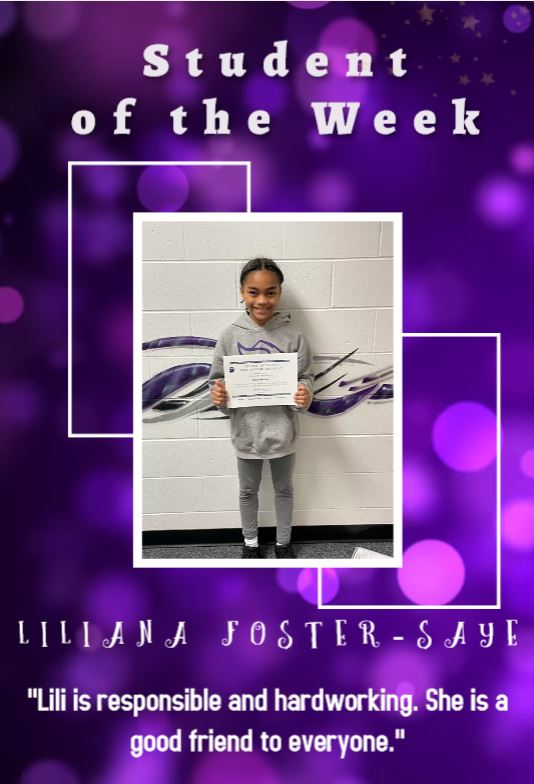 Student
of the Week
LILIANA FOSTER-SAYE
"Lili is responsible and hardworking. She is a
good friend to everyone."